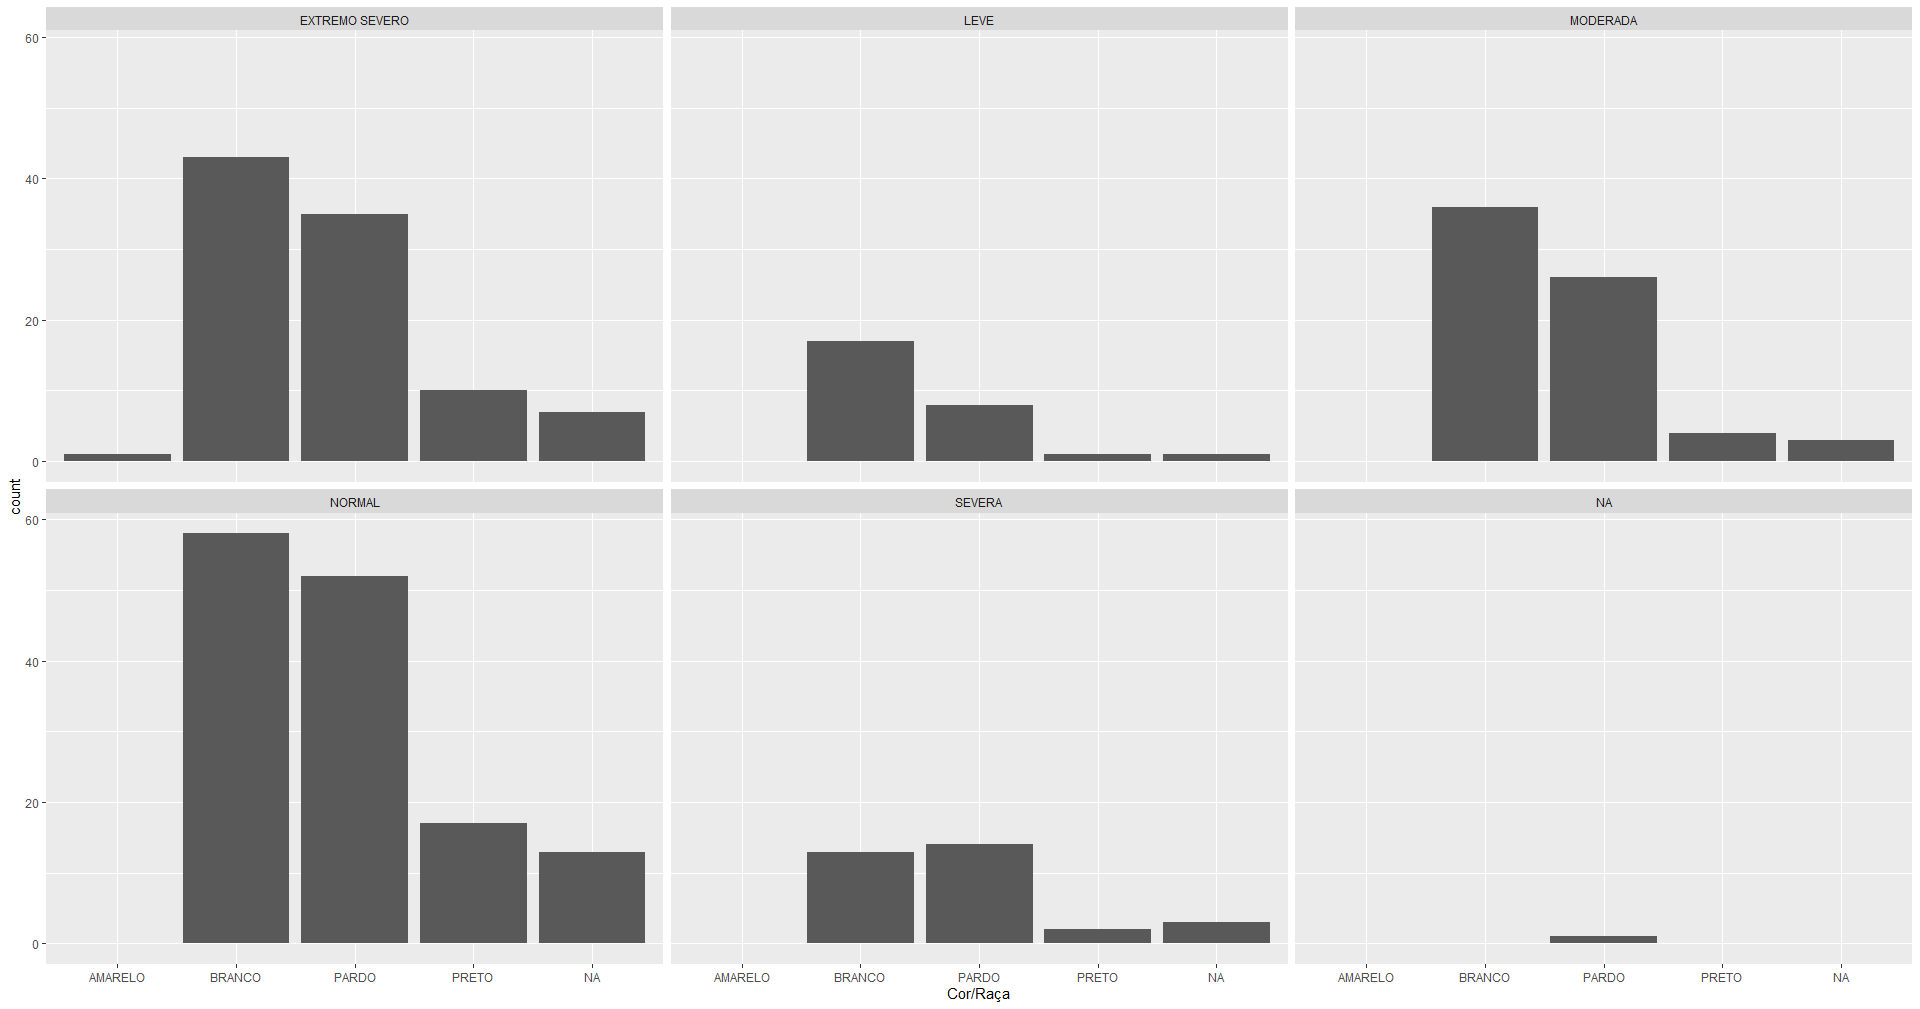 EXTREMO SEVERO
LEVE
MODERADA
60
40
20
0
count
NORMAL
SEVERA
NA
60
40
20
0
AMARELO BRANCO PARDO PRETO NA
AMARELO BRANCO PARDO PRETO NA
AMARELO BRANCO PARDO PRETO NA
Cor/Raça